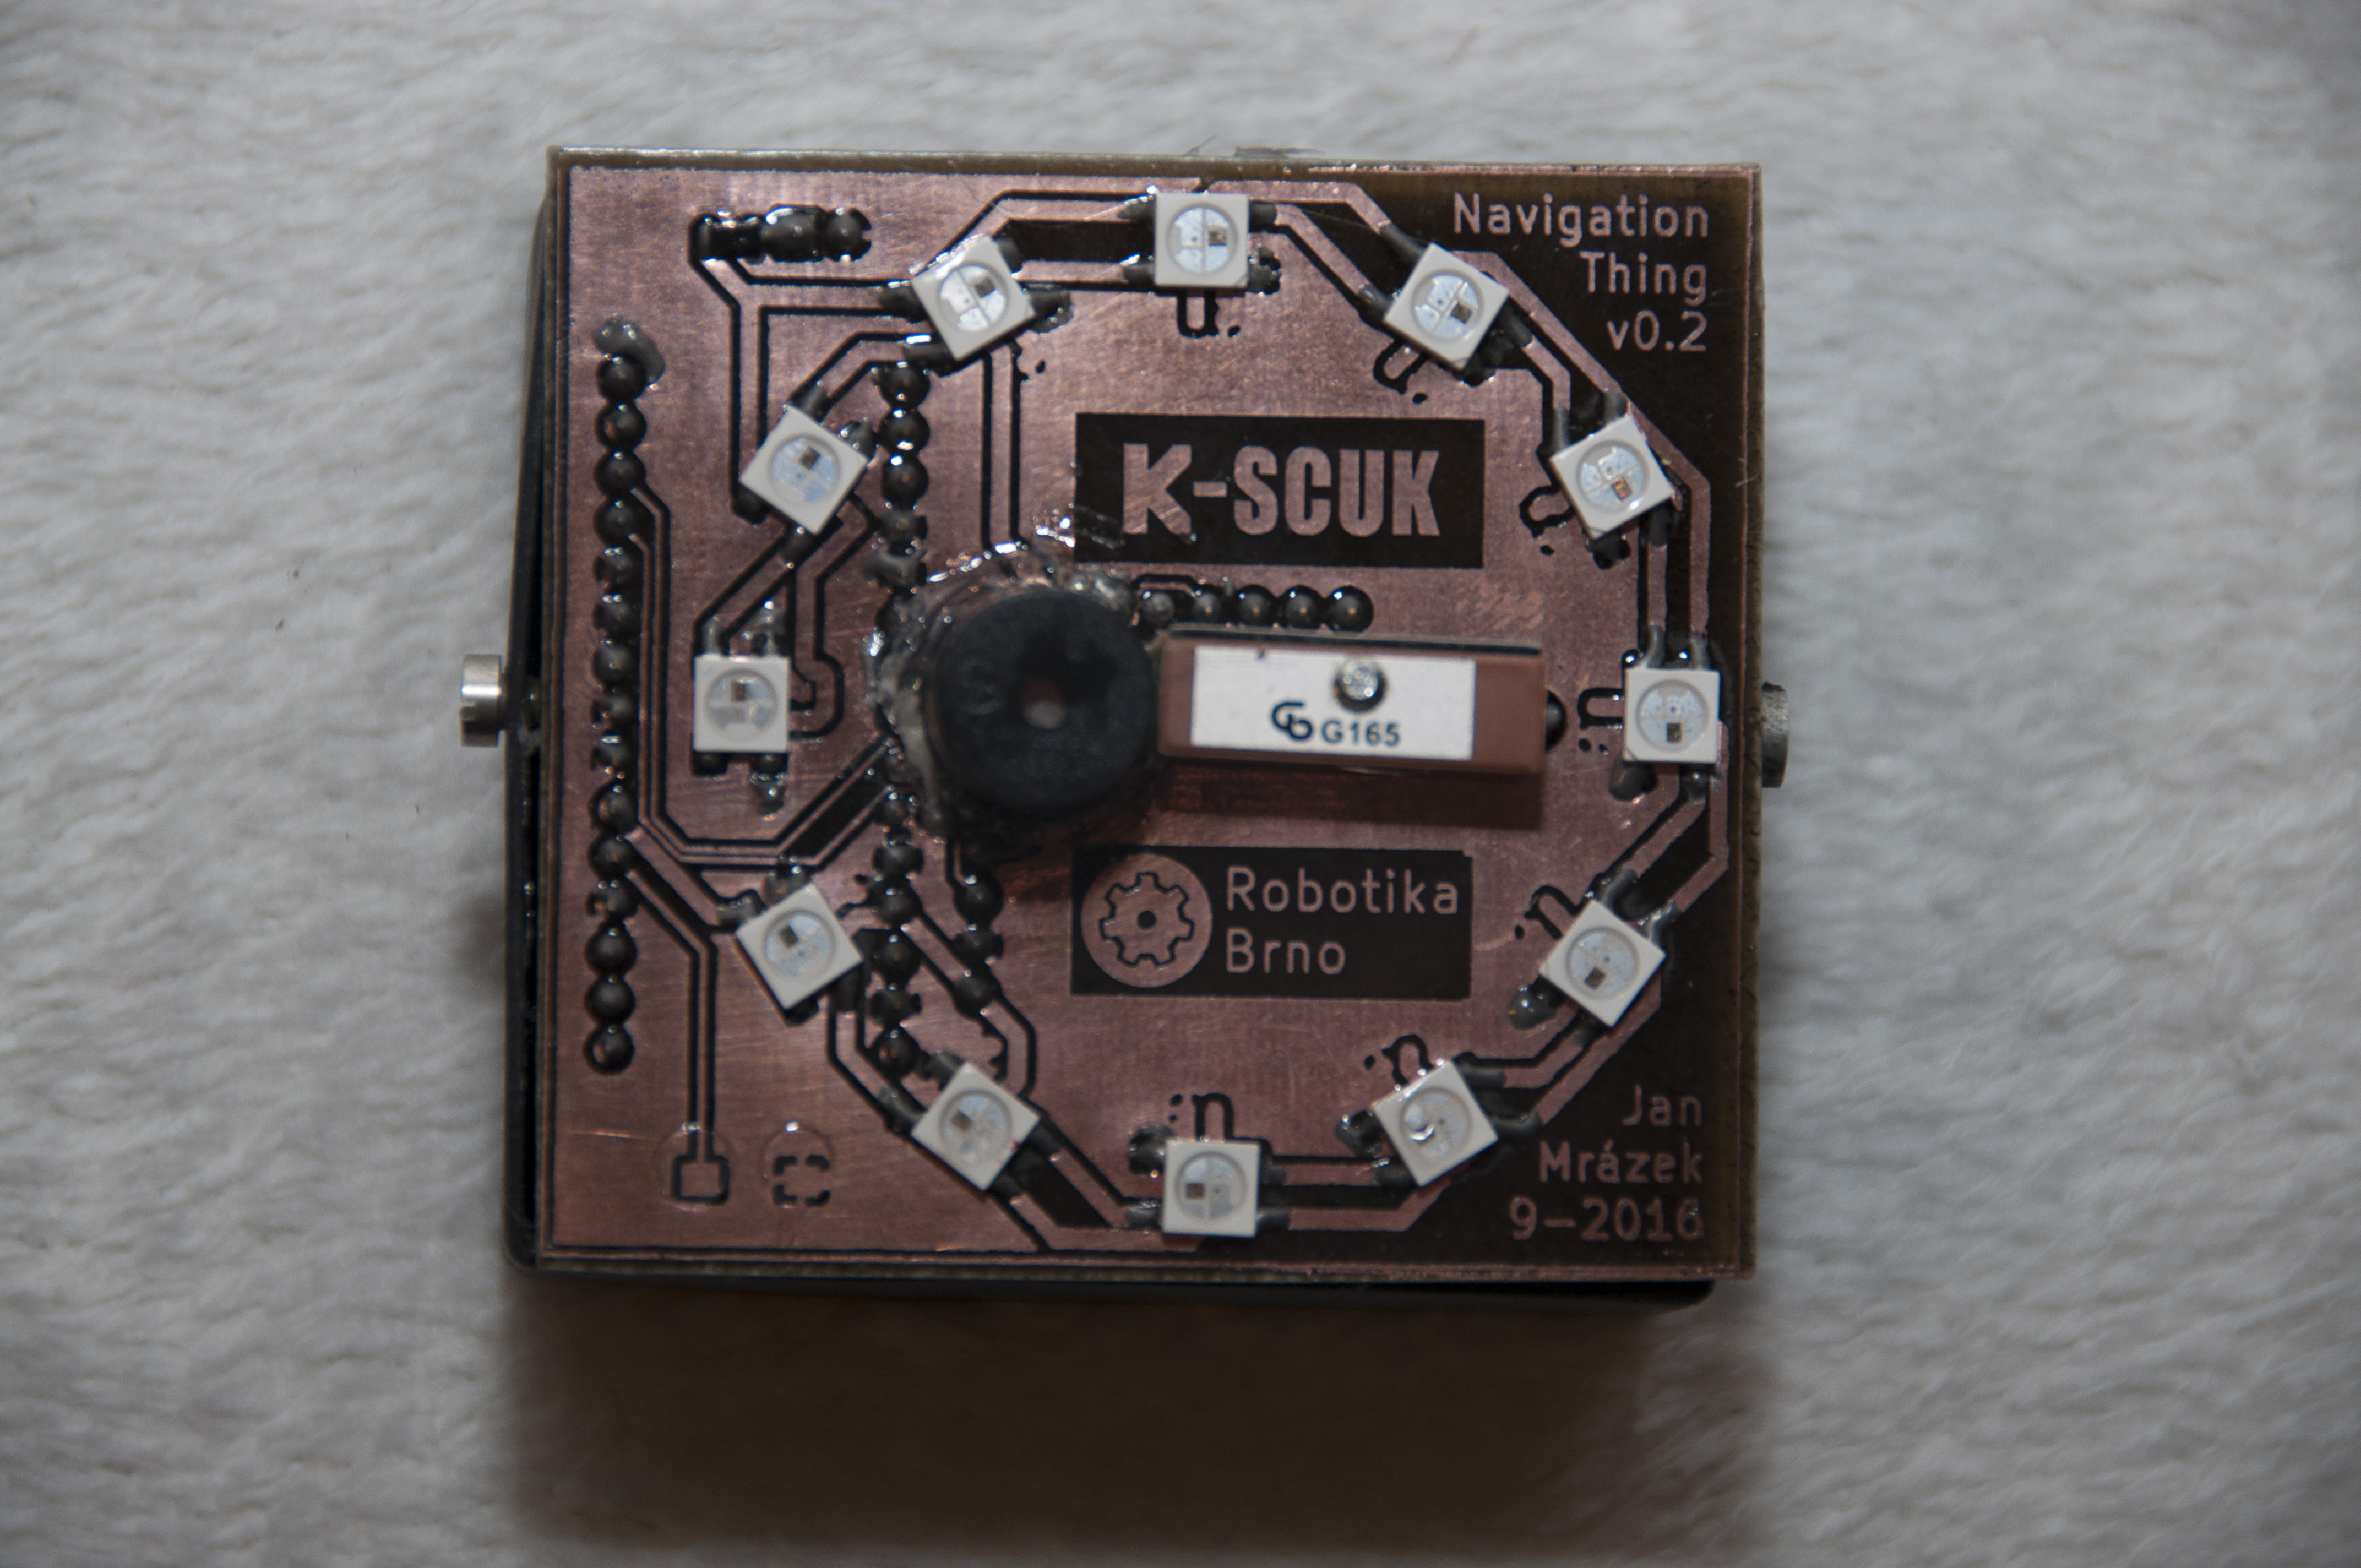 Navigation
Thing
v0.2
K-SCUK
G165
Robotika
Brno
Jan
Mrázek
9-2016